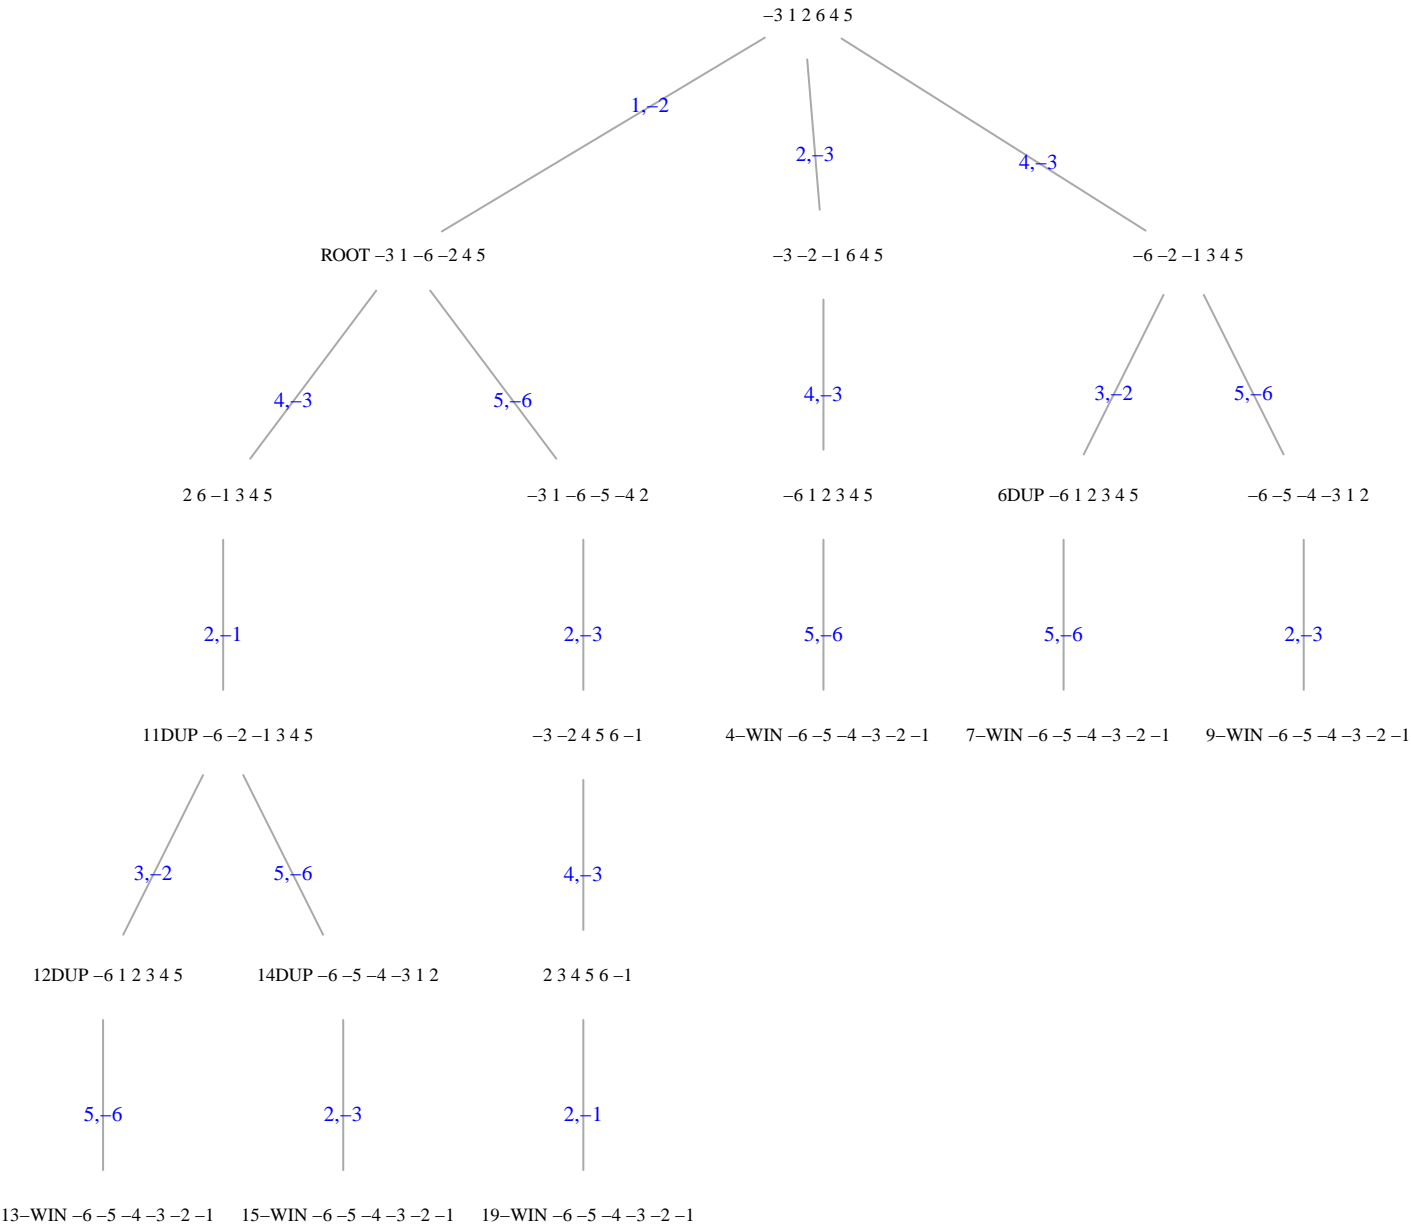 –3 1 2 6 4 5
1,–2
2,–3
4,–3
ROOT –3 1 –6 –2 4 5
–3 –2 –1 6 4 5
–6 –2 –1 3 4 5
4,–3
5,–6
4,–3
3,–2
5,–6
2 6 –1 3 4 5
–3 1 –6 –5 –4 2
–6 1 2 3 4 5
6DUP –6 1 2 3 4 5
–6 –5 –4 –3 1 2
2,–1
2,–3
5,–6
5,–6
2,–3
11DUP –6 –2 –1 3 4 5
–3 –2 4 5 6 –1
4–WIN –6 –5 –4 –3 –2 –1
7–WIN –6 –5 –4 –3 –2 –1
9–WIN –6 –5 –4 –3 –2 –1
3,–2
5,–6
4,–3
12DUP –6 1 2 3 4 5
14DUP –6 –5 –4 –3 1 2
2 3 4 5 6 –1
5,–6
2,–3
2,–1
13–WIN –6 –5 –4 –3 –2 –1
15–WIN –6 –5 –4 –3 –2 –1
19–WIN –6 –5 –4 –3 –2 –1